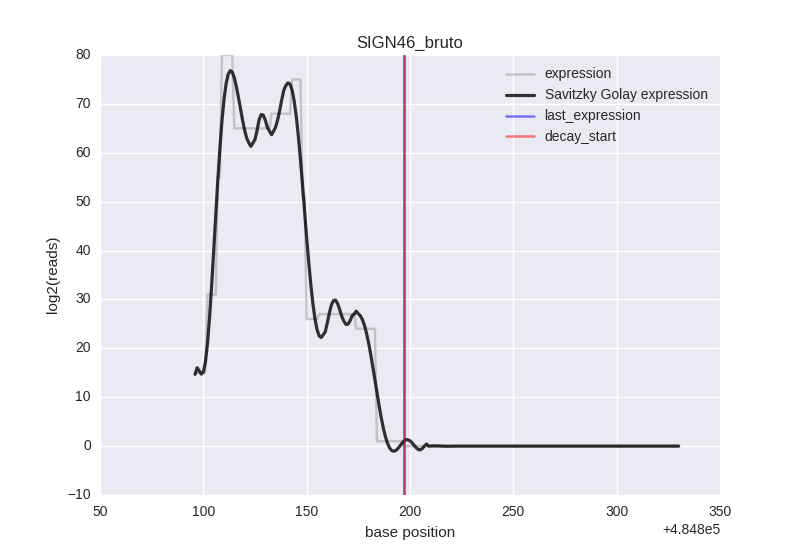 SIGN46_bruto
80
70
60
50
40
30
20
10
0
−10
log2(reads)
expression
Savitzky Golay expression
last_expression
decay_start
50 100 150 200 250 300 350
base position
+4.848e5